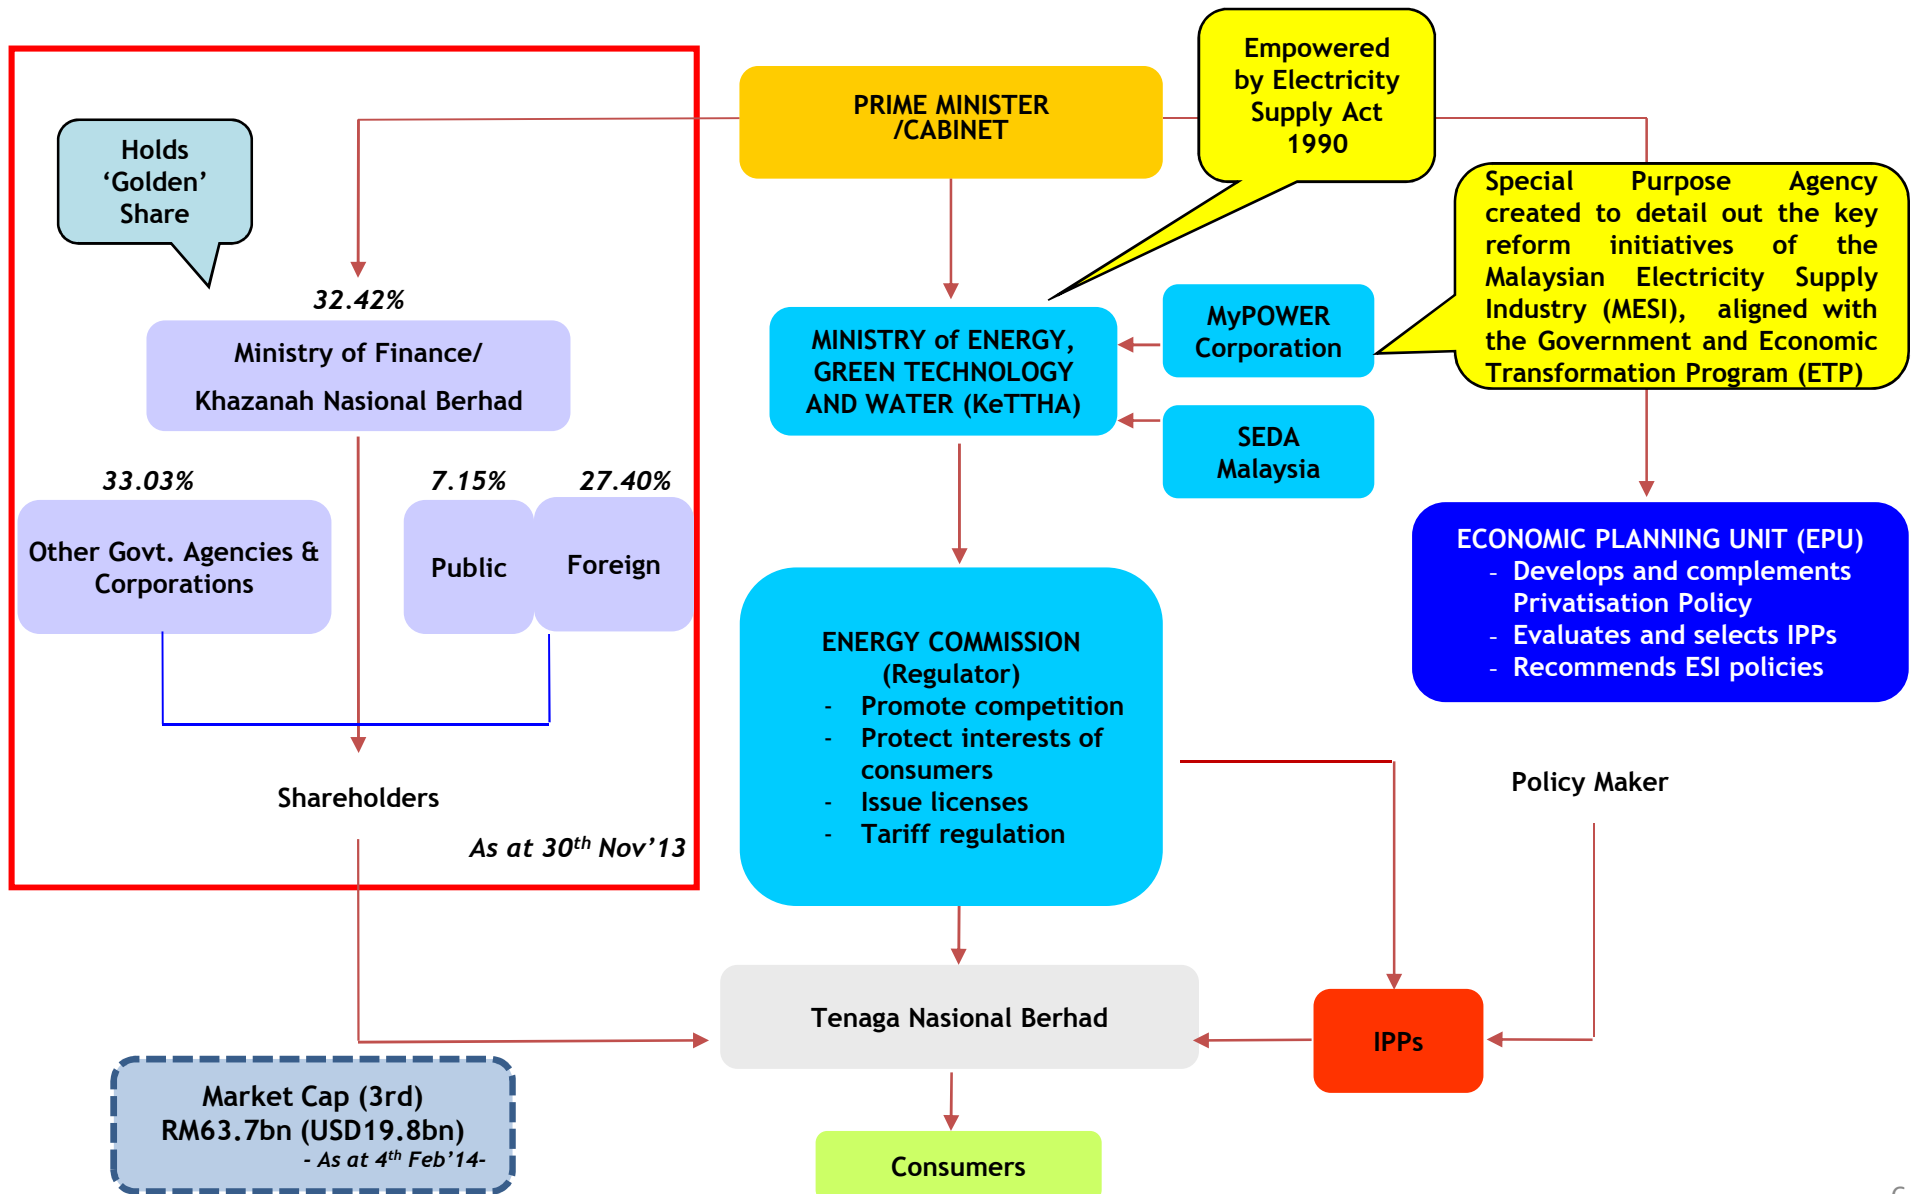 Empowered
by Electricity
Supply Act
1990
PRIME MINISTER
/CABINET
Holds
‘Golden’
Share
Special Purpose Agency
created to detail out the key
reform initiatives of the
Malaysian Electricity Supply
Industry (MESI), aligned with
the Government and Economic
Transformation Program (ETP)
32.42%
Ministry of Finance/
Khazanah Nasional Berhad
MINISTRY of ENERGY,
GREEN TECHNOLOGY
AND WATER (KeTTHA)
MyPOWER
Corporation
SEDA
Malaysia
33.03%
7.15%
27.40%
Other Govt. Agencies &
Corporations
Public
Foreign
ECONOMIC PLANNING UNIT (EPU)
- Develops and complements
Privatisation Policy
- Evaluates and selects IPPs
- Recommends ESI policies
ENERGY COMMISSION
(Regulator)
- Promote competition
- Protect interests of
consumers
- Issue licenses
- Tariff regulation
Shareholders
As at 30th Nov’13
Policy Maker
Tenaga Nasional Berhad
IPPs
Market Cap (3rd)
RM63.7bn (USD19.8bn)
- As at 4th Feb’14-
Consumers